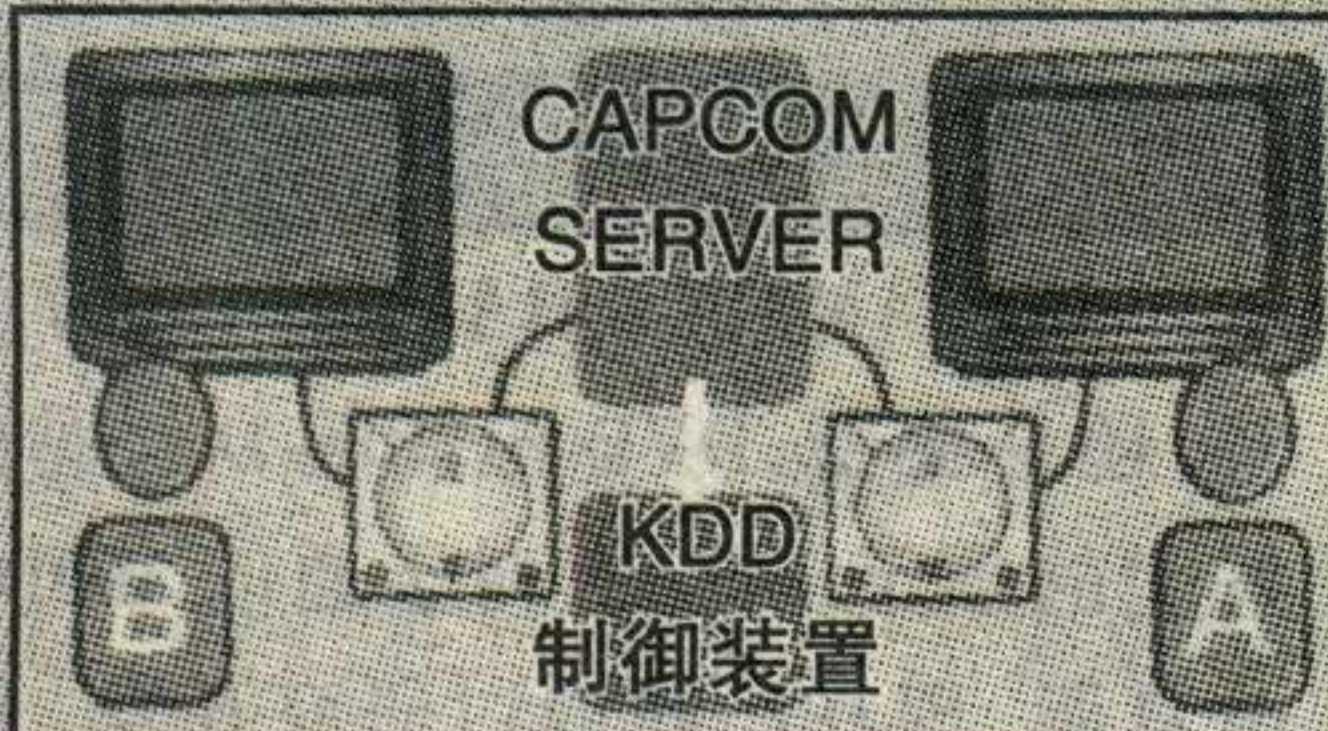 CAPCOM
SERVER
KDD
制御装置
B
A